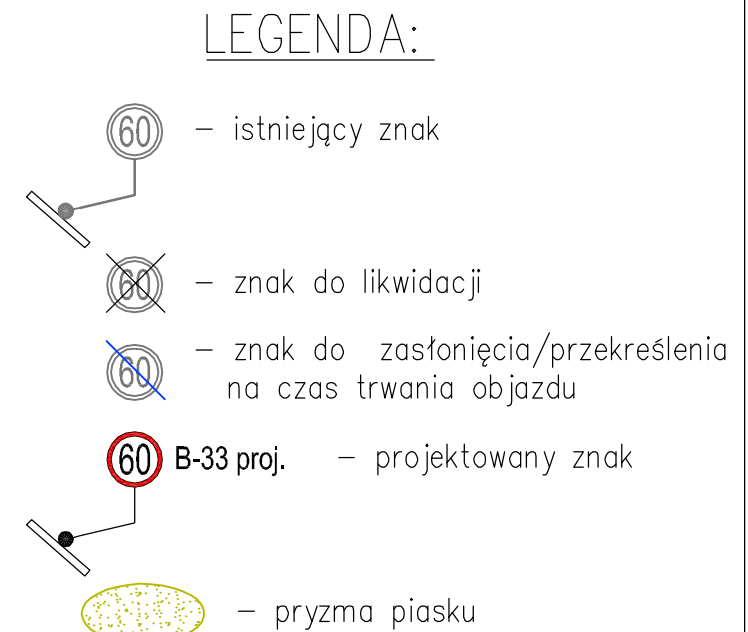 LEGENDA:
60 – istniejący znak
60 – znak do likwidacji
60 – znak do zasłonięcia/przekreślenia
na czas trwania objazdu
60 B-33 proj. – projektowany znak
– pryzma piasku